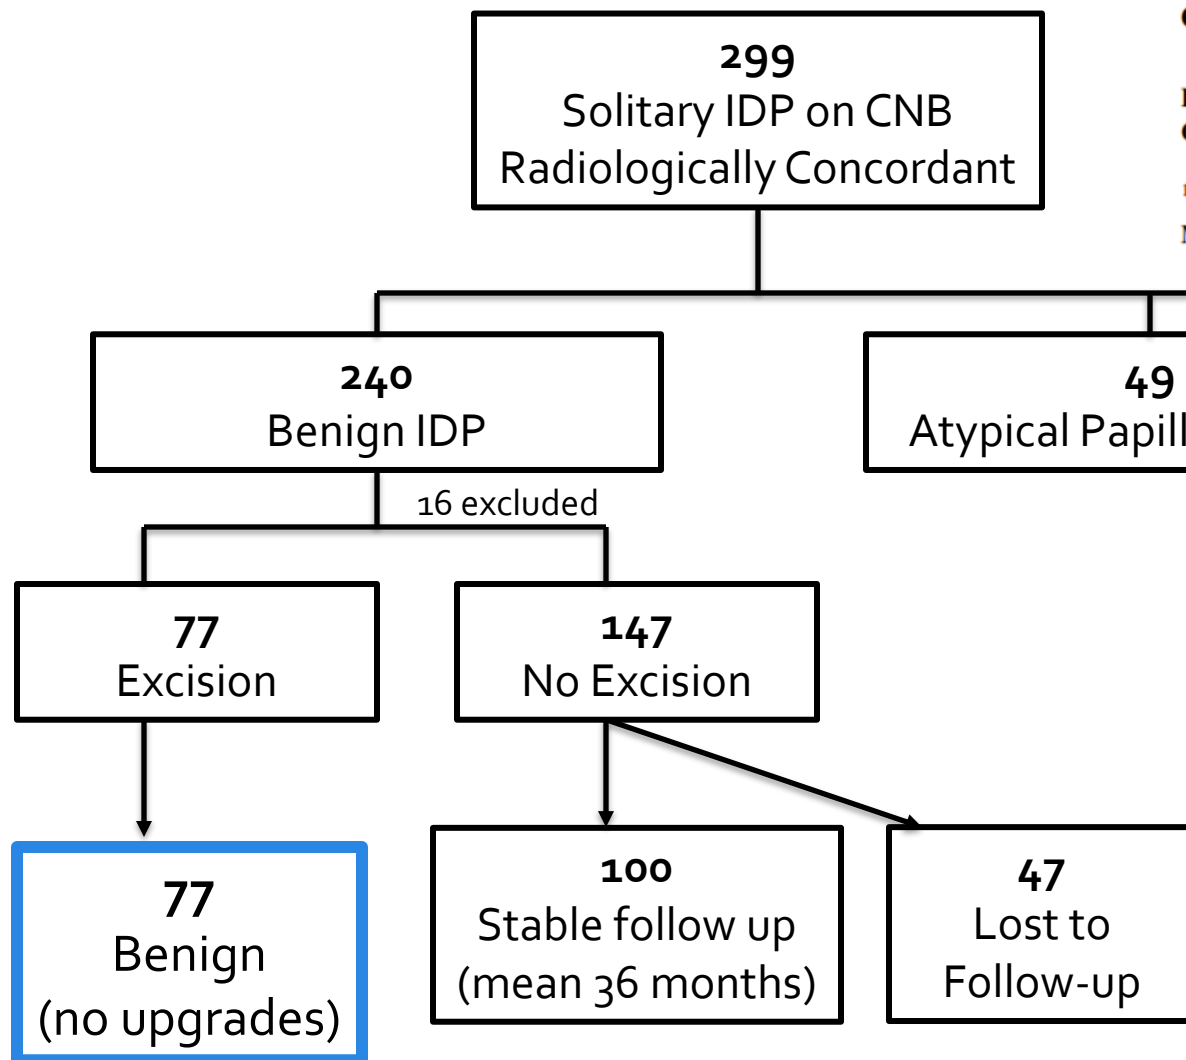 299
Solitary IDP on CNB
Radiologically Concordant
240
Benign IDP
49
Atypical
16 excluded
77
Excision
147
No Excision
77
Benign
(no upgrades)
100
Stable follow up
(mean 36 months)
47
Lost to
Follow-up